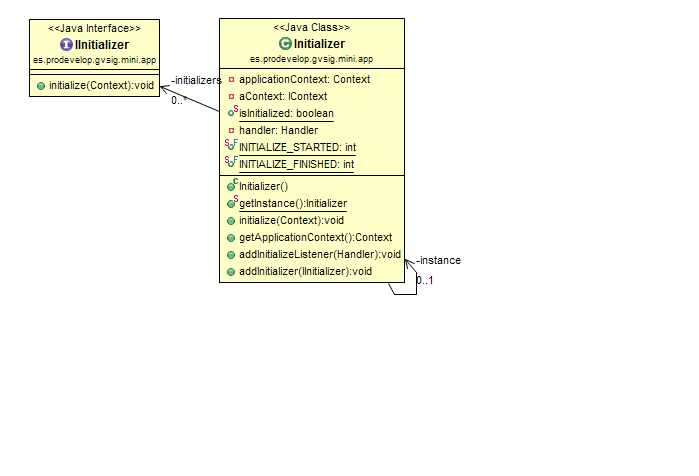 <<Java Interface>>
IInitializer
es.prodevelop.gvsig.mini.app
initialize(Context):void
-initializers
0..*
<<Java Class>>
Initializer
es.prodevelop.gvsig.mini.app
applicationContext: Context
aContext: IContext
isInitialized: boolean
handler: Handler
INITIALIZE_STARTED: int
INITIALIZE_FINISHED: int
Initializer()
getInstance():Initializer
initialize(Context):void
getApplicationContext():Context
addInitializeListener(Handler):void
addInitializer(IInitializer):void
-instance
0..1